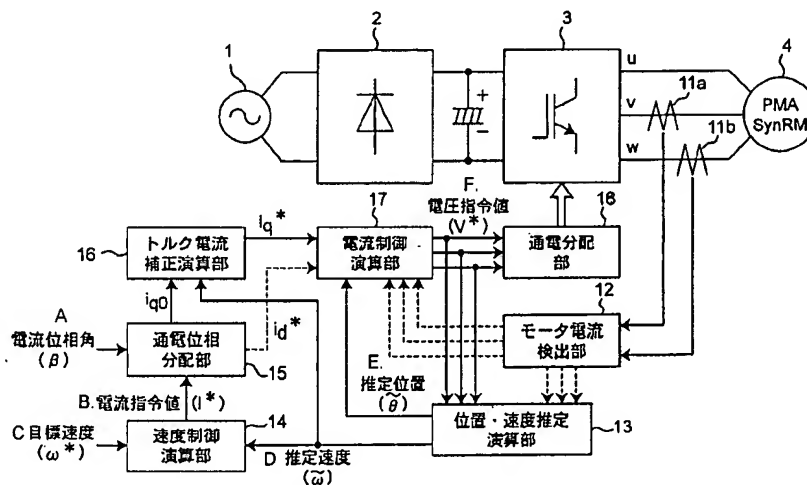 1
2
3
4
+
−
u
v
w
11a
11b
PMA
SynRM
16
トルク電流
補正演算部
iq*
17
電流制御
演算部
F.
電圧指令値
(V*)
18
通電分配
部
iq0
id*
12
モータ電流
検出部
A
電流位相角
(β)
通電位相
分配部
15
E.
推定位置
(θ̃)
B.電流指令値 (I*)
C 目標速度
(ω*)
14
速度制御
演算部
D 推定速度
(ω̃)
位置・速度推定
演算部
13